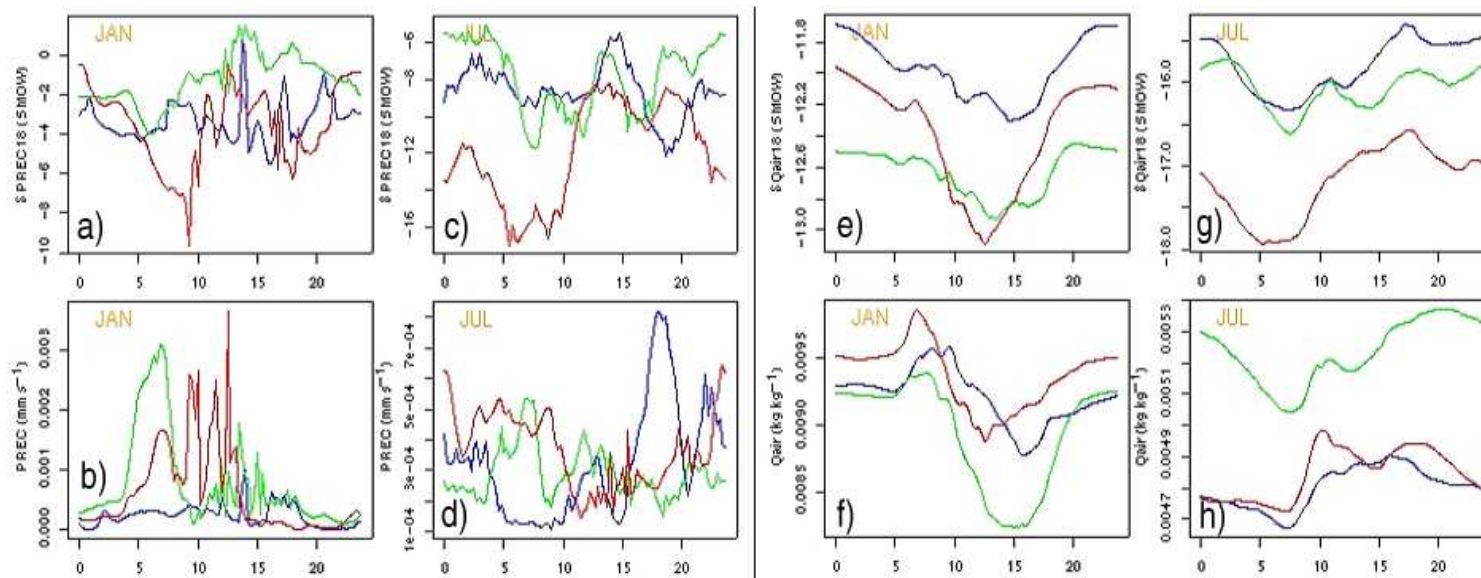 JAN
δ PREC18 (SMOW)
0
−2
−4
−6
−8
−10
a)
0 5 10 15 20
JUL
δ PREC18 (SMOW)
−6
−8
−12
−16
c)
0 5 10 15 20
JAN
δ Qair18 (SMOW)
−11.8
−12.2
−12.6
−13.0
e)
0 5 10 15 20
JUL
δ Qair18 (SMOW)
−16.0
−17.0
−18.0
g)
0 5 10 15 20
JAN
PREC (mm s−1)
0.003
0.002
0.001
0.000
b)
0 5 10 15 20
JUL
PREC (mm s−1)
7e−04
5e−04
3e−04
1e−04
d)
0 5 10 15 20
JAN
Qair (kg kg−1)
0.0095
0.0090
0.0085
f)
0 5 10 15 20
JUL
Qair (kg kg−1)
0.0053
0.0051
0.0049
0.0047
h)
0 5 10 15 20